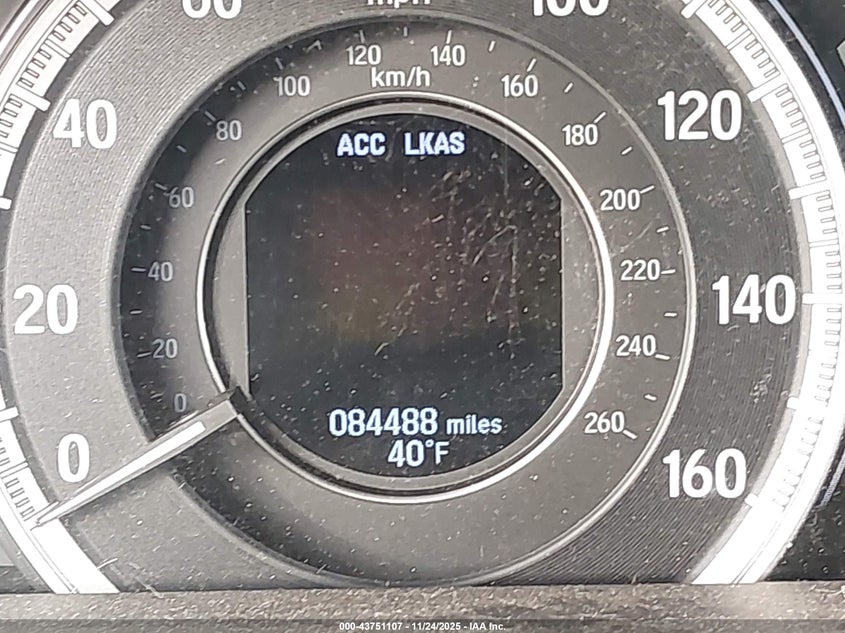 60 mph 100
120 140
100 km/h 160
40 80 ACC LKAS 180 120
60 200
40 220
20 140
20 240
0 084488 miles 260
0 40°F 160
000-43751107 - 11/24/2025 - IAA Inc.